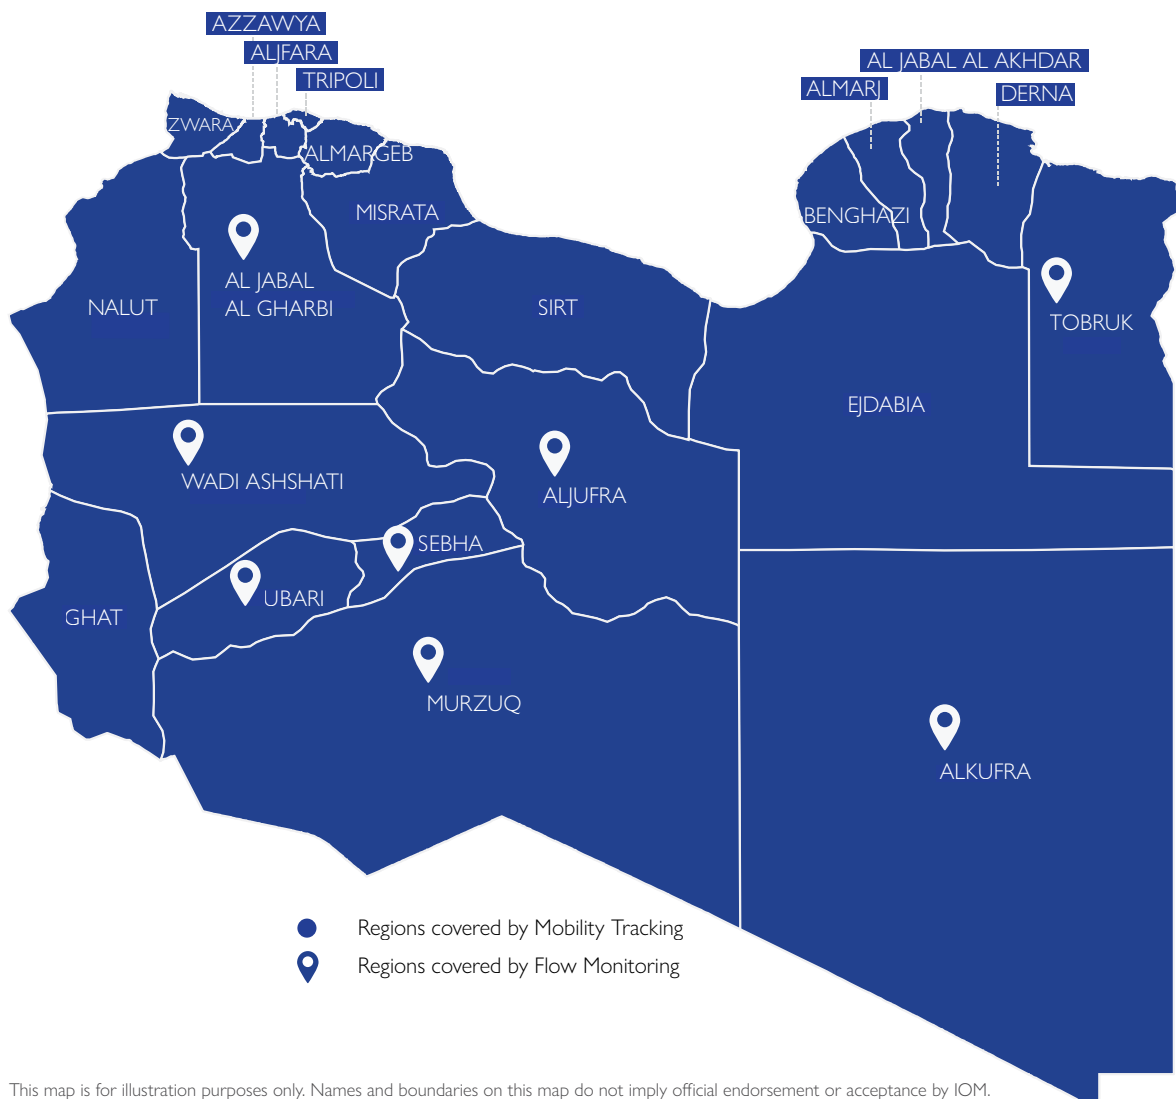 AZZAWYA
ALJFARA
TRIPOLI
AL JABAL AL AKHDAR
ALMARJ
DERNA
ZWARA
ALMARGEB
MISRATA
BENGHAZI
AL JABAL
AL GHARBI
NALUT
SIRT
TOBRUK
EJDABIA
WADI ASHSHATI
ALJUFRA
SEBHA
UBARI
GHAT
MURZUQ
ALKUFRA
Regions covered by Mobility Tracking
Regions covered by Flow Monitoring
This map is for illustration purposes only. Names and boundaries on this map do not imply official endorsement or acceptance by IOM.